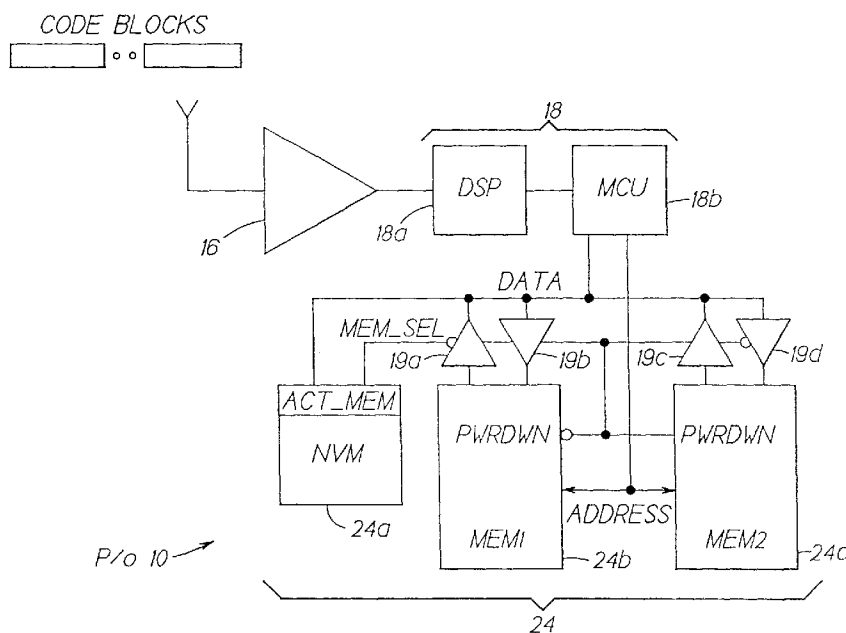 CODE BLOCKS
18
DSP
MCU
16
18a
18b
DATA
MEM_SEL
19a
19b
19c
19d
ACT_MEM
NVM
PWRDWN
PWRDWN
24a
ADDRESS
MEM1
MEM2
P/o 10
24b
24c
24